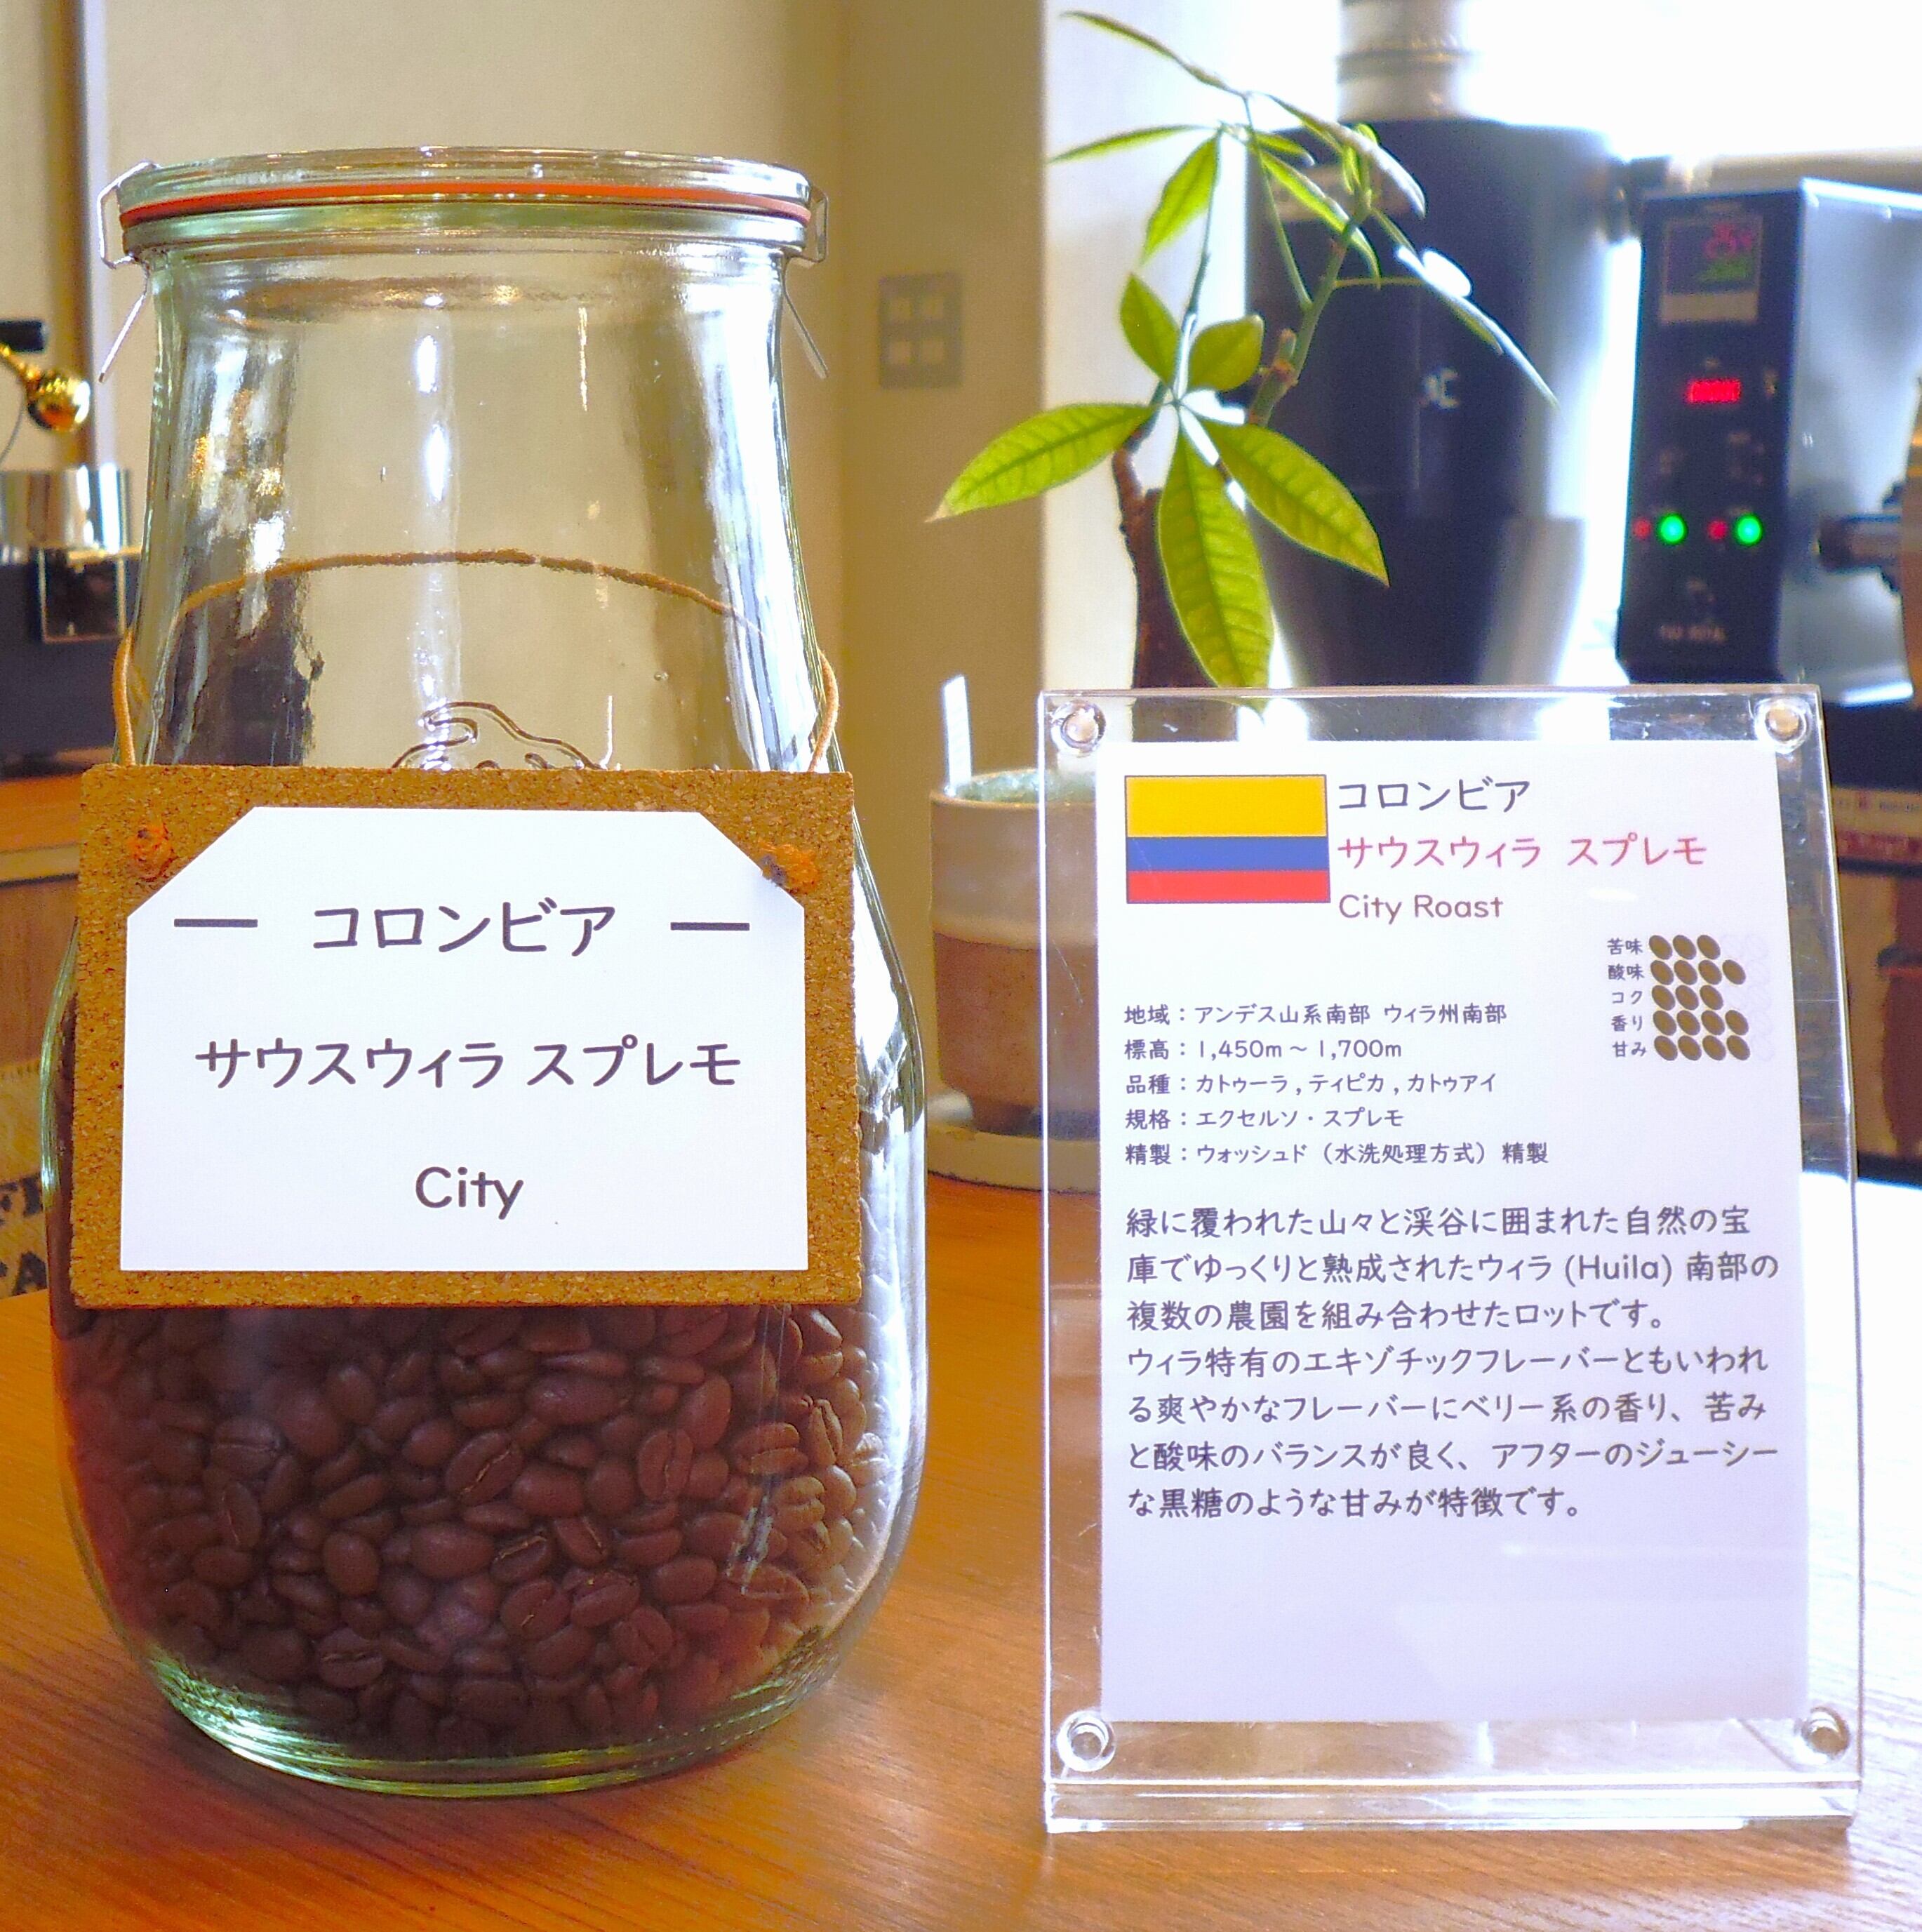 コロンビア
サウスウィラ スプレモ
City
コロンビア
サウスウィラ スプレモ
City Roast
苦味
酸味
コク
香り
甘み
地域：アンデス山系南部 ウィラ州南部
標高：1,450m～1,700m
品種：カトゥーラ , ティピカ , カトゥアイ
規格：エクセルソ・スプレモ
精製：ウォッシュド（水洗処理方式）精製
緑に覆われた山々と渓谷に囲まれた自然の宝
庫でゆっくりと熟成されたウィラ (Huila) 南部の
複数の農園を組み合わせたロットです。
ウィラ特有のエキゾチックフレーバーともいわれ
る爽やかなフレーバーにベリー系の香り、苦み
と酸味のバランスが良く、アフターのジューシー
な黒糖のような甘みが特徴です。